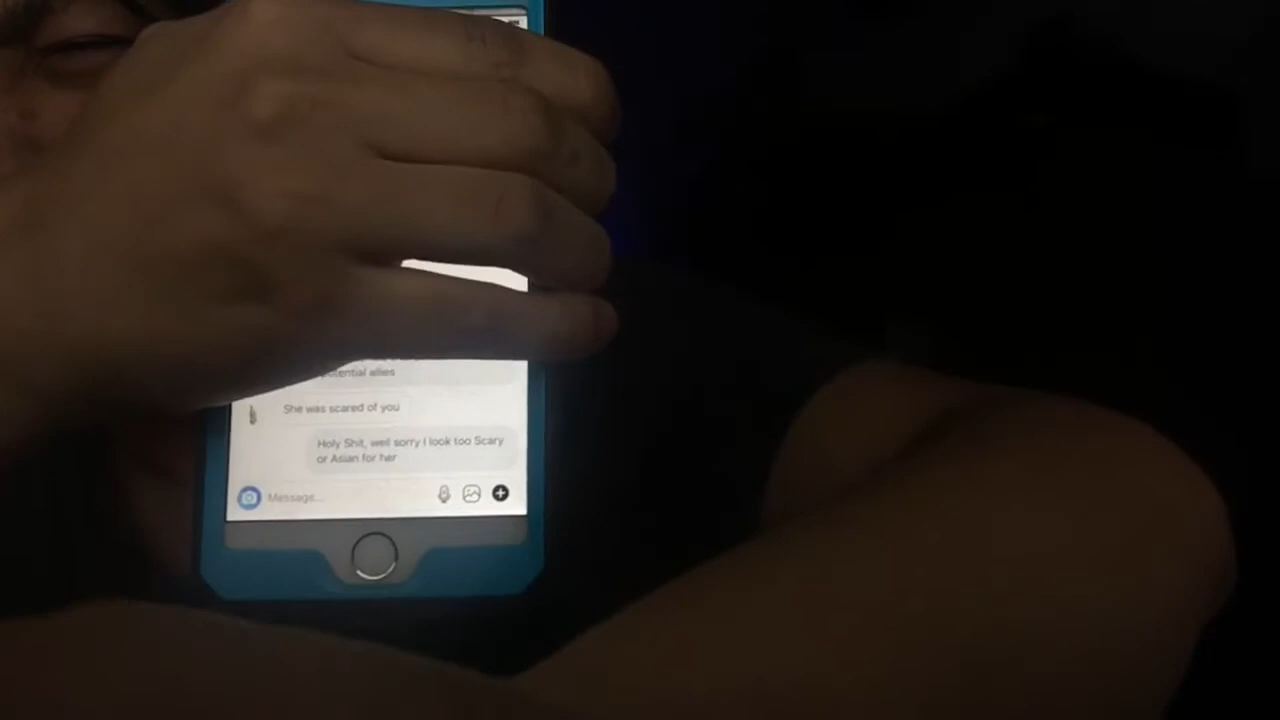 potential allies
She was scared of you
Holy Shit, well sorry I look too Scary
or Asian for her
Message...